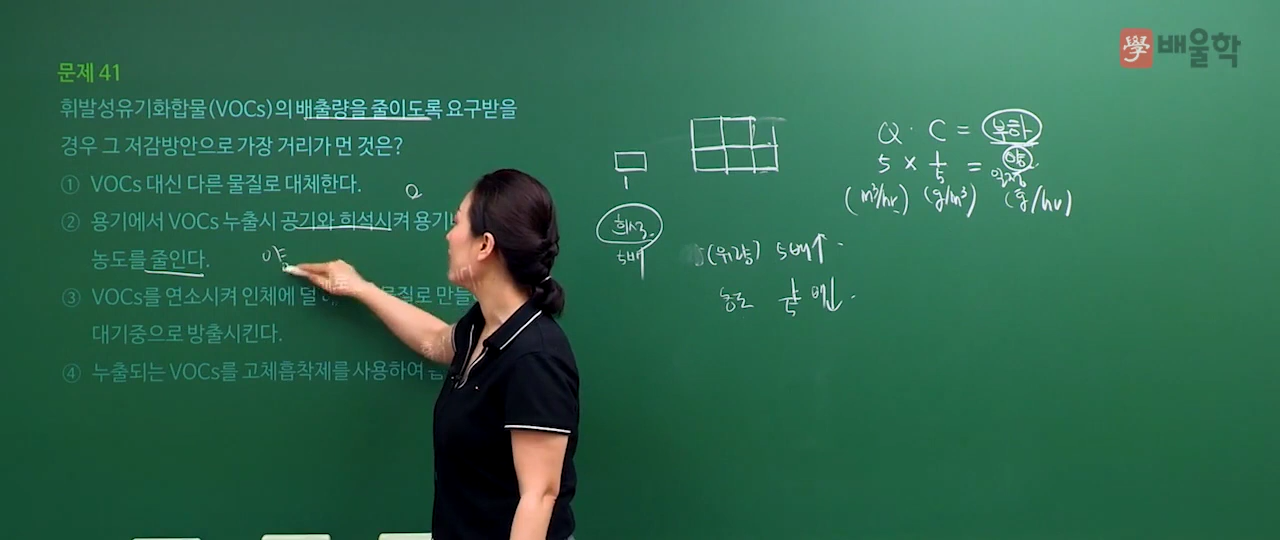 學 배울학
문제 41
휘발성유기화합물(VOCs)의 배출량을 줄이도록 요구받을
경우 그 저감방안으로 가장 거리가 먼 것은?
① VOCs 대신 다른 물질로 대체한다.
② 용기에서 VOCs 누출시 공기와 희석시켜
농도를 줄인다.
③ VOCs를 연소시켜 인체에 덜 물질로
대기중으로 방출시킨다.
④ 누출되는 VOCs를 고체흡착제를 사용하여
Q
1
희석
5배
(유량) 5배↑
농도 1/5 배↓
Q · C = 부하
5 × 1/5 =
일정
(m³/hr) (g/m³) (g/hr)